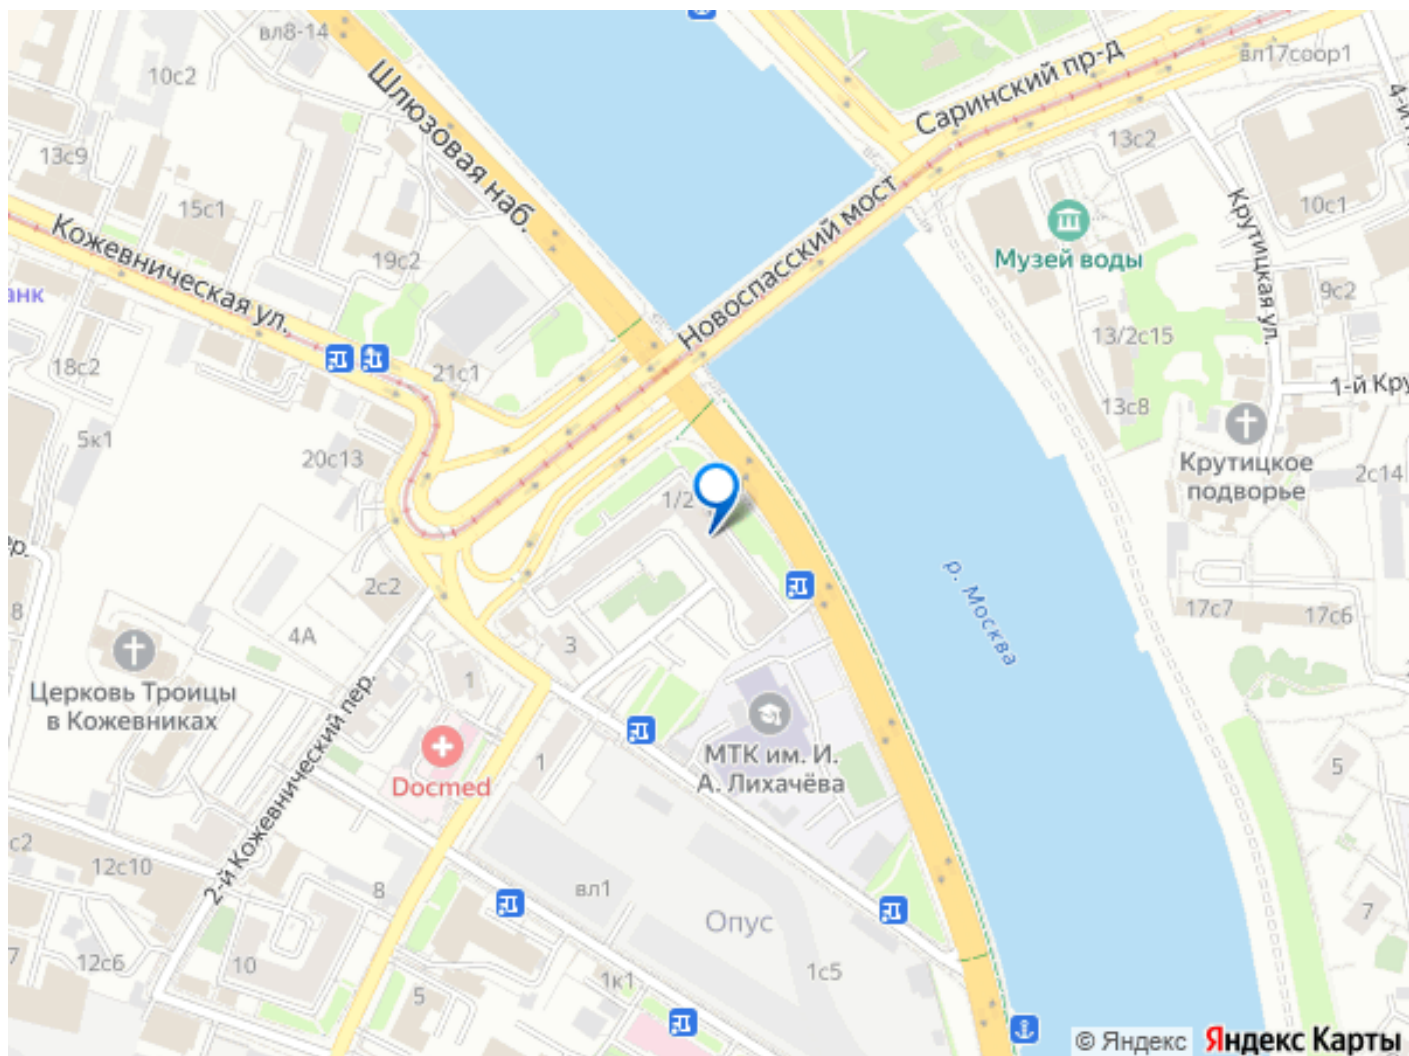 вл8-14
10с2
Шлюзовая наб.
Саринский пр-д
вл17соор1
13с2
13с9
15с1
10с1
Кожевническая ул.
19с2
Новоспасский мост
Музей воды
Крутицкая ул.
анк
9с2
18с2
21с1
13/2с15
1-й Кру
13с8
5к1
20с13
1/2
Крутицкое
подворье
2с14
2с2
р. Москва
8
17с7
17с6
4А
3
Церковь Троицы
в Кожевниках
1
2-й Кожевнический пер.
МТК им. И.
А. Лихачёва
Docmed
1
5
с2
12с10
8
вл1
Опус
7
7
12с6
10
1с5
1к1
5
© Яндекс
Яндекс Карты